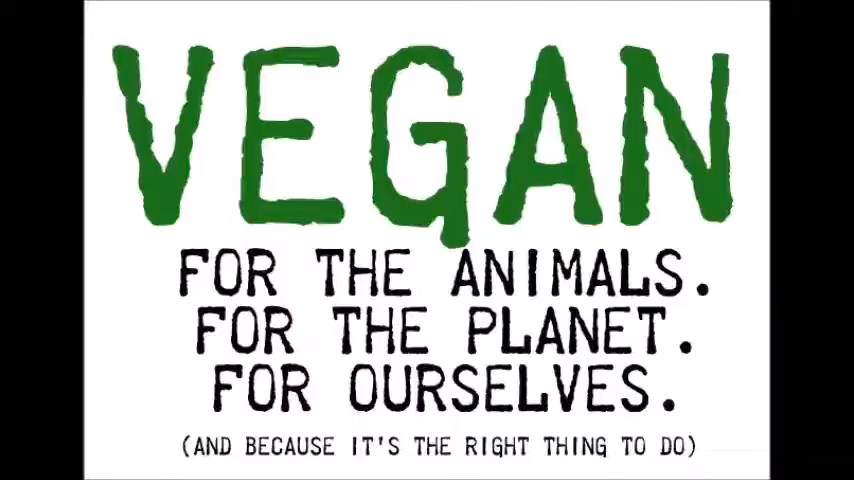 VEGAN
FOR THE ANIMALS.
FOR THE PLANET.
FOR OURSELVES.
(AND BECAUSE IT'S THE RIGHT THING TO DO)